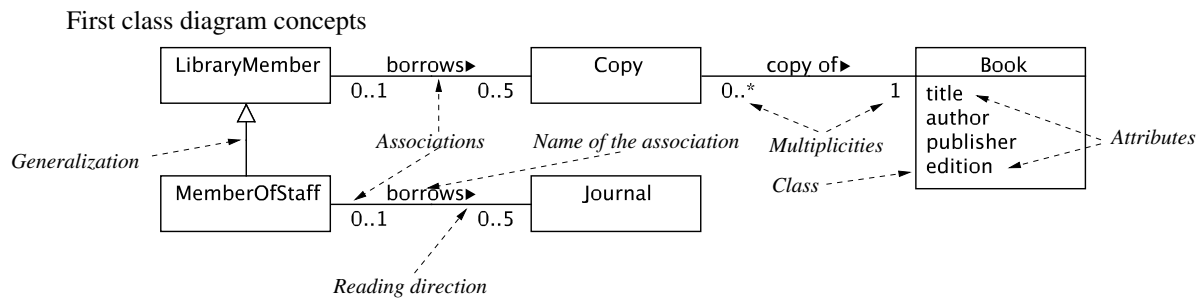 First class diagram concepts
LibraryMember
borrows▶
0..1
0..5
Copy
copy of▶
0..*
1
Book
title
author
publisher
edition
Associations
Name of the association
Multiplicities
Attributes
Generalization
Class
MemberOfStaff
borrows▶
0..1
0..5
Journal
Reading direction